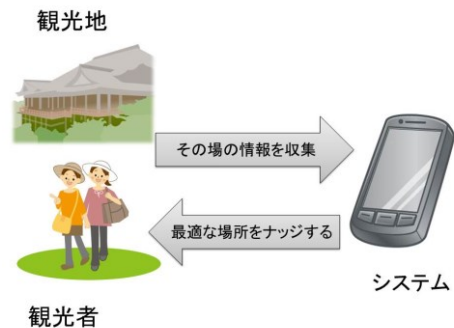 観光地
その場の情報を収集
最適な場所をナッジする
システム
観光者